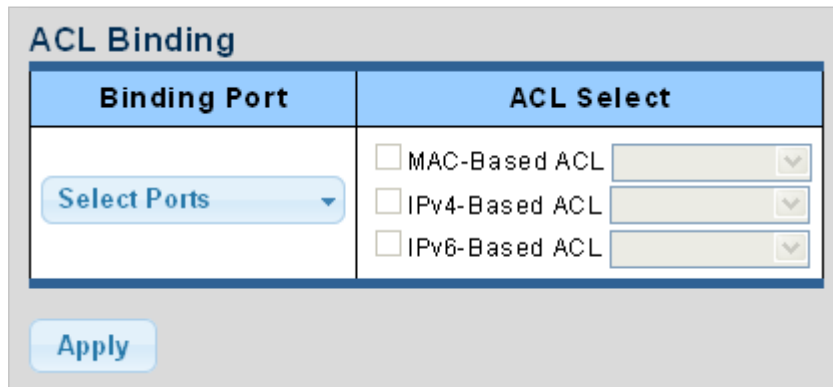 ACL Binding
Binding Port
ACL Select
Select Ports
MAC-Based ACL
IPv4-Based ACL
IPv6-Based ACL
Apply